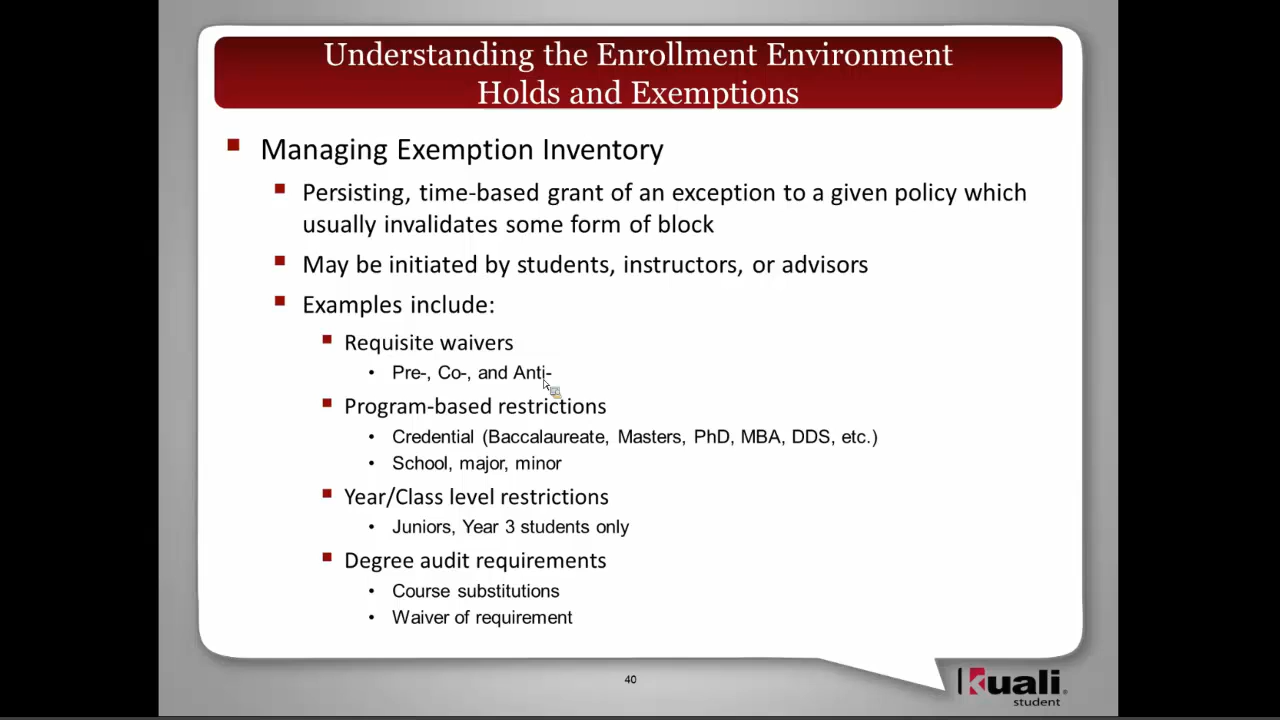 Understanding the Enrollment Environment
Holds and Exemptions
Managing Exemption Inventory
Persisting, time-based grant of an exception to a given policy which
usually invalidates some form of block
May be initiated by students, instructors, or advisors
Examples include:
Requisite waivers
• Pre-, Co-, and Anti-
Program-based restrictions
• Credential (Baccalaureate, Masters, PhD, MBA, DDS, etc.)
• School, major, minor
Year/Class level restrictions
• Juniors, Year 3 students only
Degree audit requirements
• Course substitutions
• Waiver of requirement
40
kuali®
student